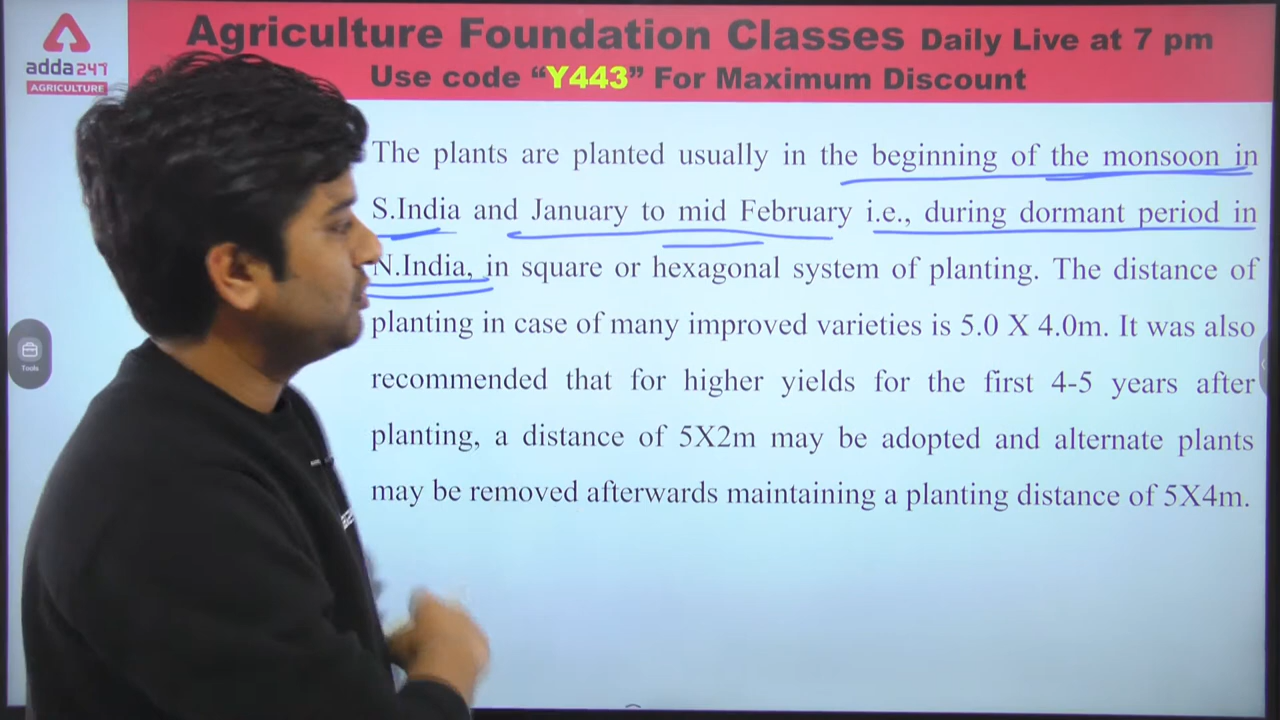 Agriculture Foundation Classes Daily Live at 7 pm
Use code “Y443” For Maximum Discount
adda247
AGRICULTURE
The plants are planted usually in the beginning of the monsoon in
S.India and January to mid February i.e., during dormant period in
N.India, in square or hexagonal system of planting. The distance of
planting in case of many improved varieties is 5.0 X 4.0m. It was also
recommended that for higher yields for the first 4-5 years after
planting, a distance of 5X2m may be adopted and alternate plants
may be removed afterwards maintaining a planting distance of 5X4m.
Tools